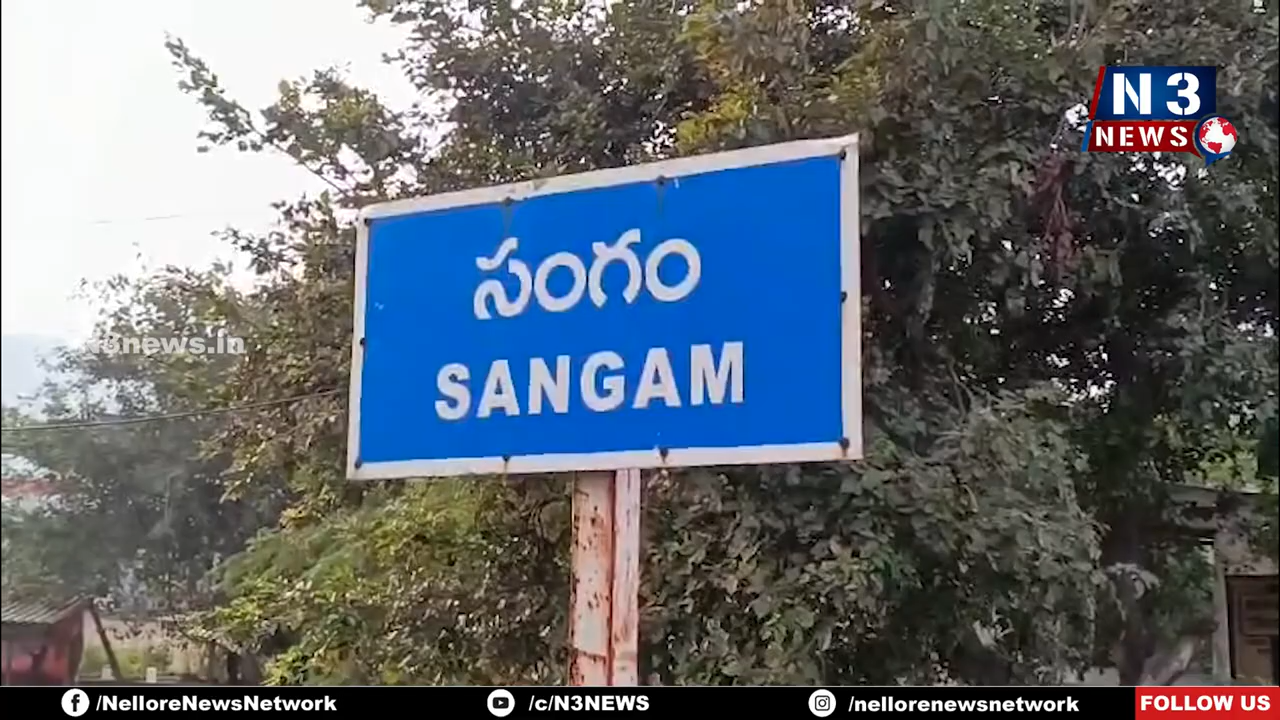 N3
NEWS
సంగం
SANGAM
N3news.in
/NelloreNewsNetwork
/c/N3NEWS
/nellorenewsnetwork
FOLLOW US